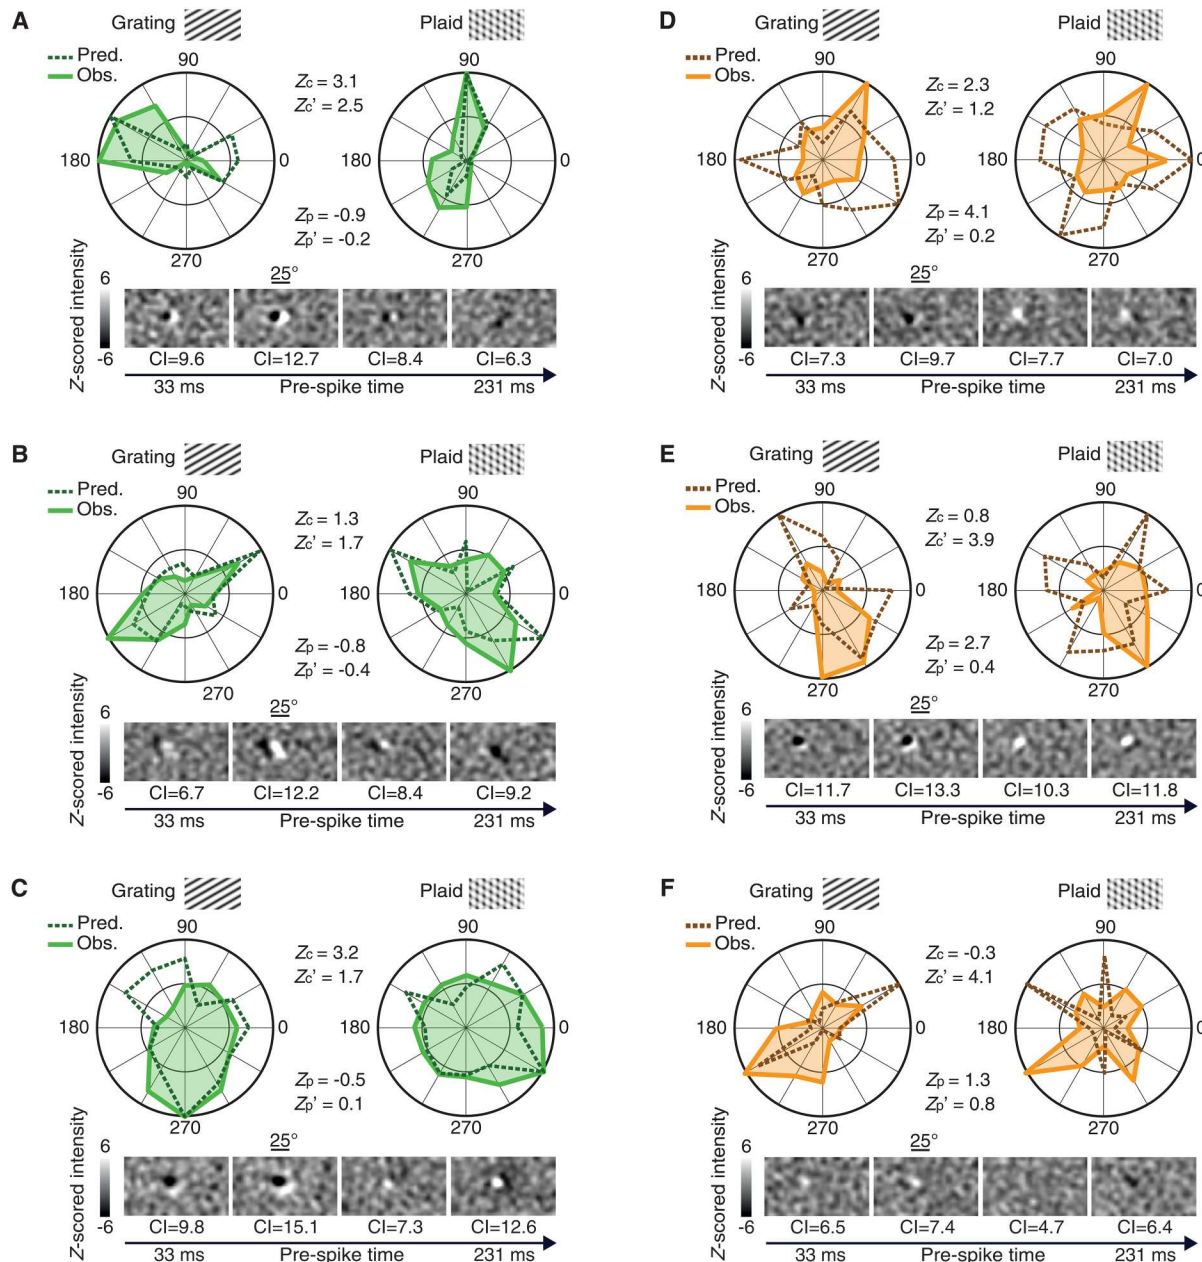 A
Grating
Plaid
Pred.
Obs.
90
90
Zc = 3.1
Zc’ = 2.5
180
180
0
Zp = -0.9
Zp’ = -0.2
270
270
Z-scored intensity
6
-6
25°
CI=9.6 CI=12.7 CI=8.4 CI=6.3
33 ms Pre-spike time 231 ms
D
Grating
Plaid
Pred.
Obs.
90
90
Zc = 2.3
Zc’ = 1.2
180
0
180
0
Zp = 4.1
Zp’ = 0.2
270
270
Z-scored intensity
6
-6
25°
CI=7.3 CI=9.7 CI=7.7 CI=7.0
33 ms Pre-spike time 231 ms
B
Grating
Plaid
Pred.
Obs.
90
90
Zc = 1.3
Zc’ = 1.7
180
0
180
0
Zp = -0.8
Zp’ = -0.4
270
270
Z-scored intensity
6
-6
25°
CI=6.7 CI=12.2 CI=8.4 CI=9.2
33 ms Pre-spike time 231 ms
E
Grating
Plaid
Pred.
Obs.
90
90
Zc = 0.8
Zc’ = 3.9
180
0
180
0
Zp = 2.7
Zp’ = 0.4
270
270
Z-scored intensity
6
-6
25°
CI=11.7 CI=13.3 CI=10.3 CI=11.8
33 ms Pre-spike time 231 ms
C
Grating
Plaid
Pred.
Obs.
90
90
Zc = 3.2
Zc’ = 1.7
180
0
180
0
Zp = -0.5
Zp’ = 0.1
270
270
Z-scored intensity
6
-6
25°
CI=9.8 CI=15.1 CI=7.3 CI=12.6
33 ms Pre-spike time 231 ms
F
Grating
Plaid
Pred.
Obs.
90
90
Zc = -0.3
Zc’ = 4.1
180
0
180
0
Zp = 1.3
Zp’ = 0.8
270
270
Z-scored intensity
6
-6
25°
CI=6.5 CI=7.4 CI=4.7 CI=6.4
33 ms Pre-spike time 231 ms